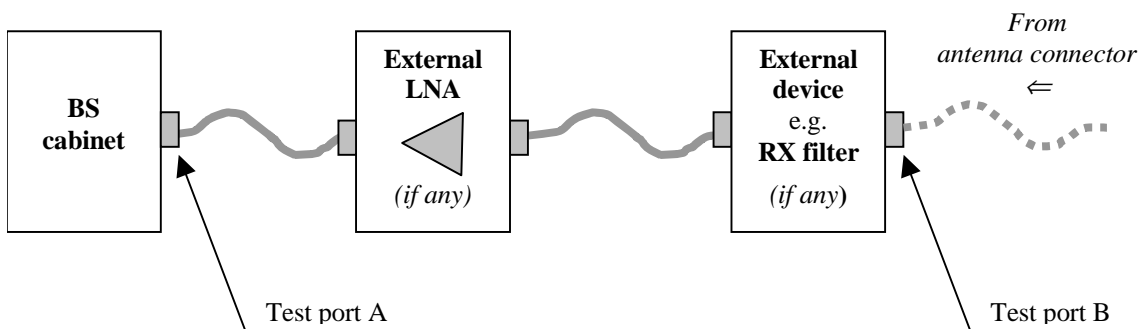 BS
cabinet
External
LNA
(if any)
External
device
e.g.
RX filter
(if any)
From
antenna connector
⇐
Test port A
Test port B